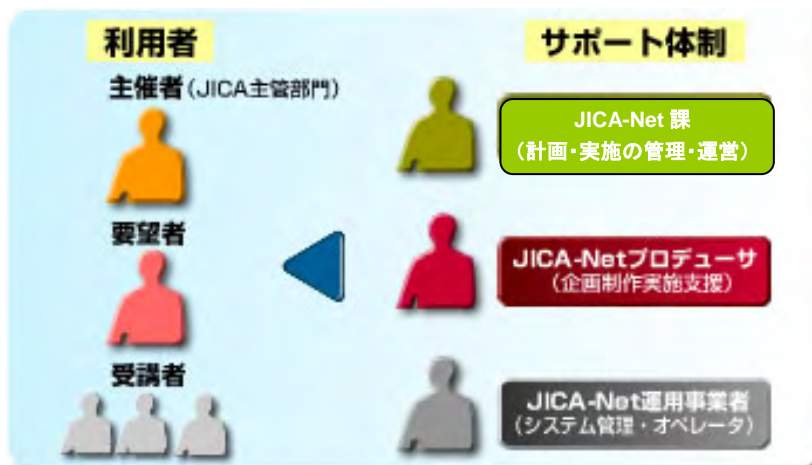 利用者
主催者(JICA主管部門)
要望者
受講者
サポート体制
JICA-Net 課
(計画・実施の管理・運営)
JICA-Netプロデューサ
(企画制作実施支援)
JICA-Net運用事業者
(システム管理・オペレータ)